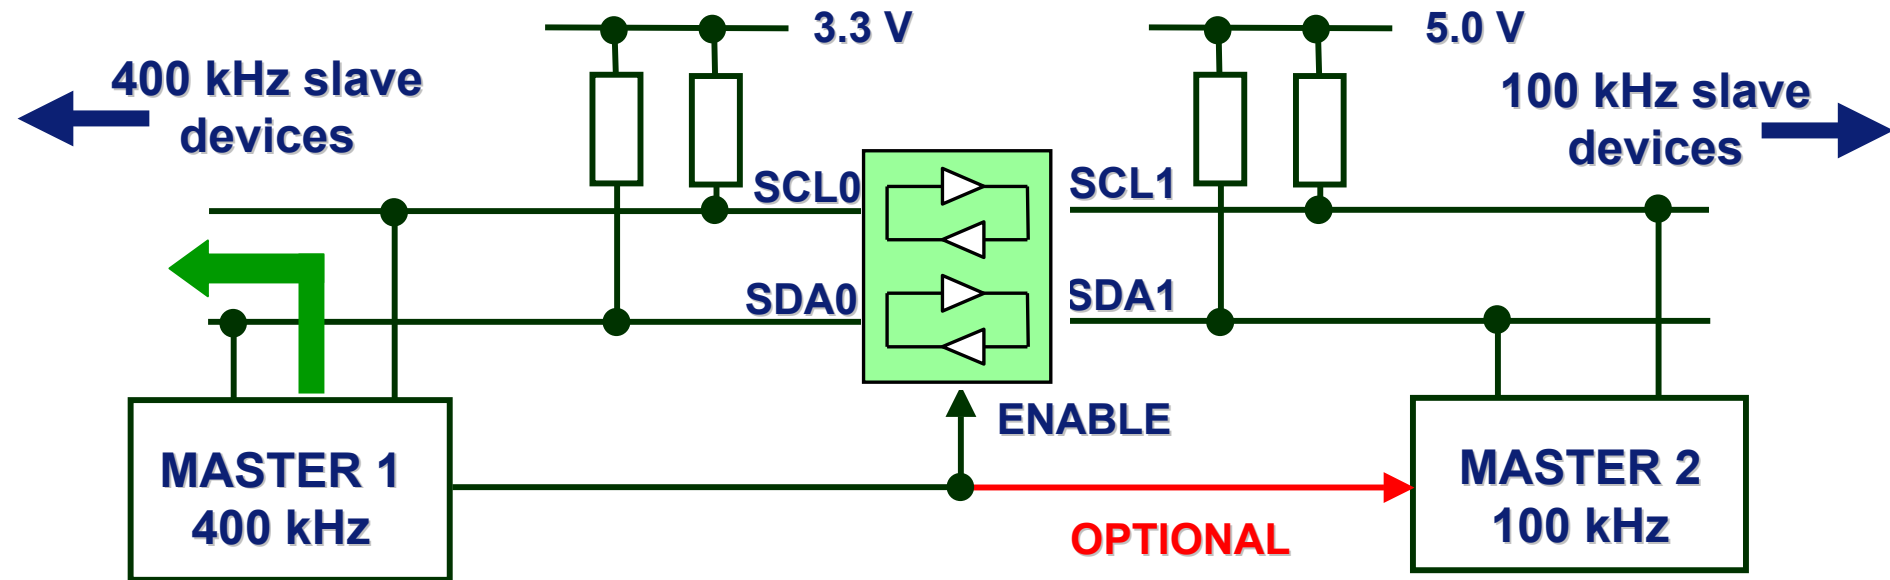 3.3 V
5.0 V
400 kHz slave
devices
100 kHz slave
devices
SCL0
SCL1
SDA0
SDA1
ENABLE
MASTER 1
400 kHz
OPTIONAL
MASTER 2
100 kHz